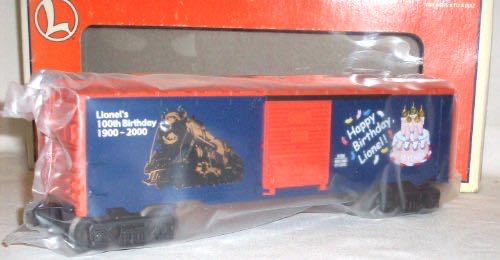 L
Lionel's
100th Birthday
1900 - 2000
Happy
Birthday,
Lionel!